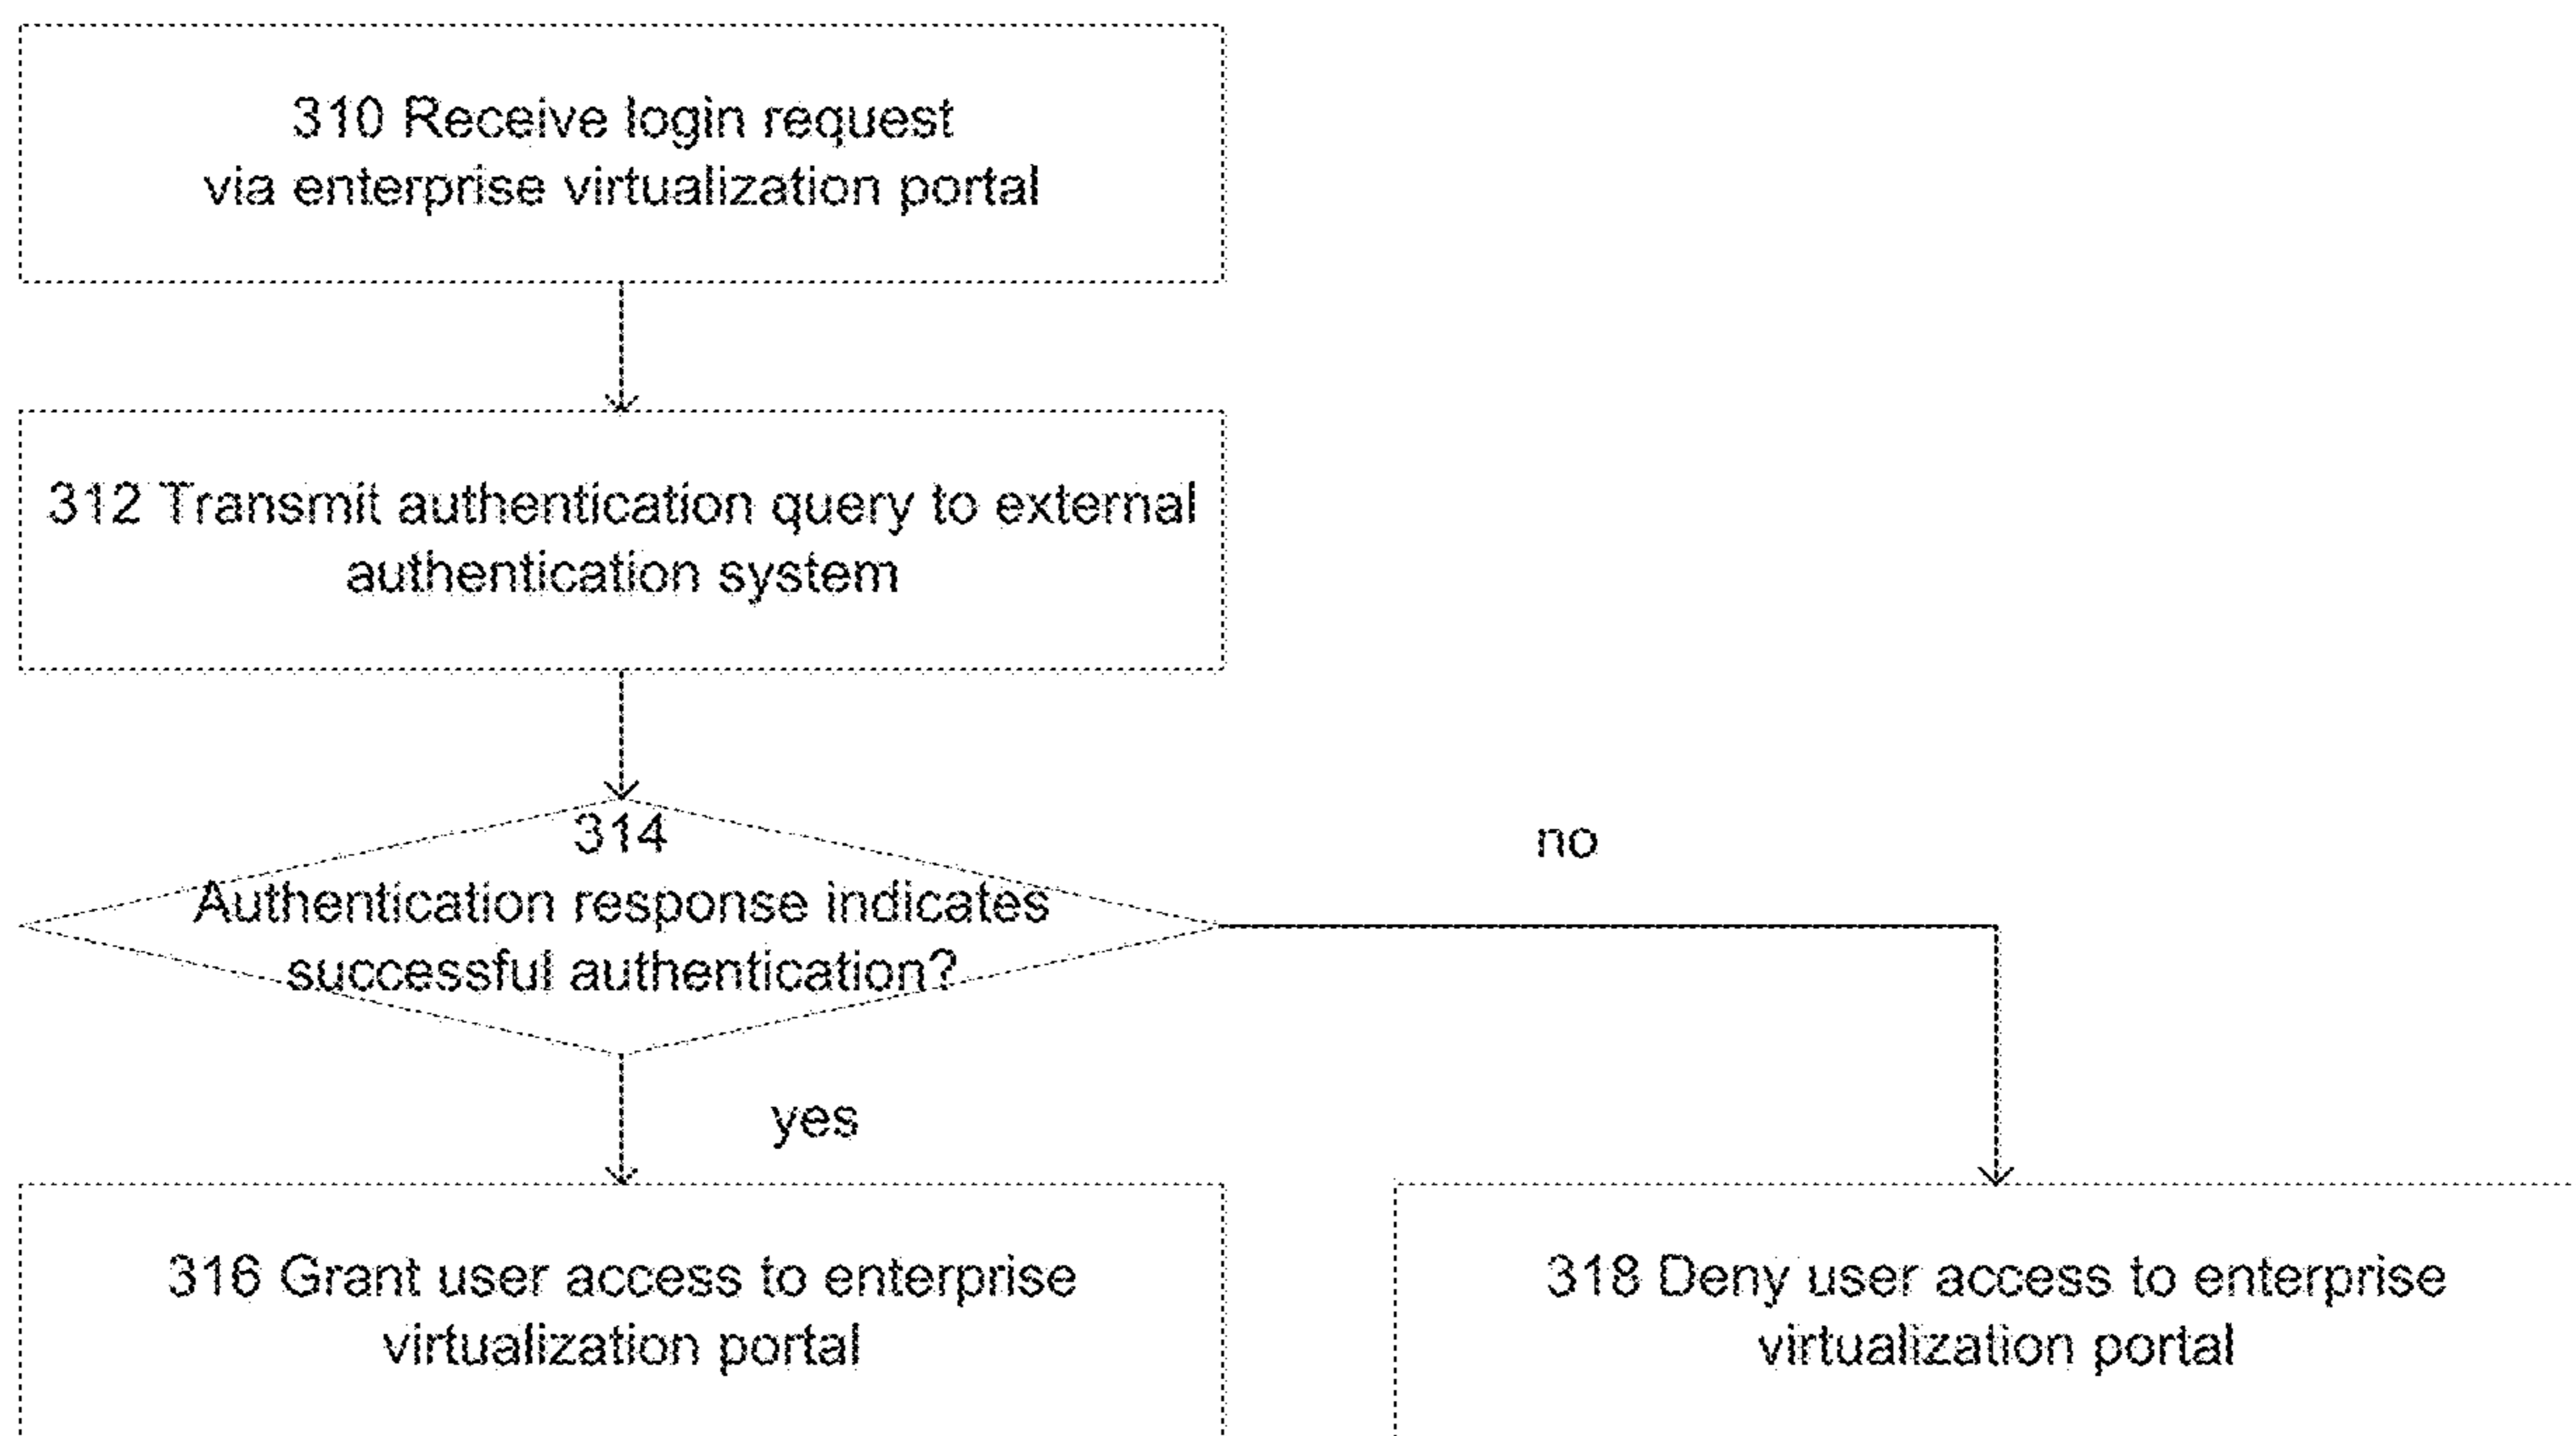 310 Receive login request
via enterprise virtualization portal
312 Transmit authentication query to external
authentication system
314
Authentication response indicates
successful authentication?
no
yes
316 Grant user access to enterprise
virtualization portal
318 Deny user access to enterprise
virtualization portal